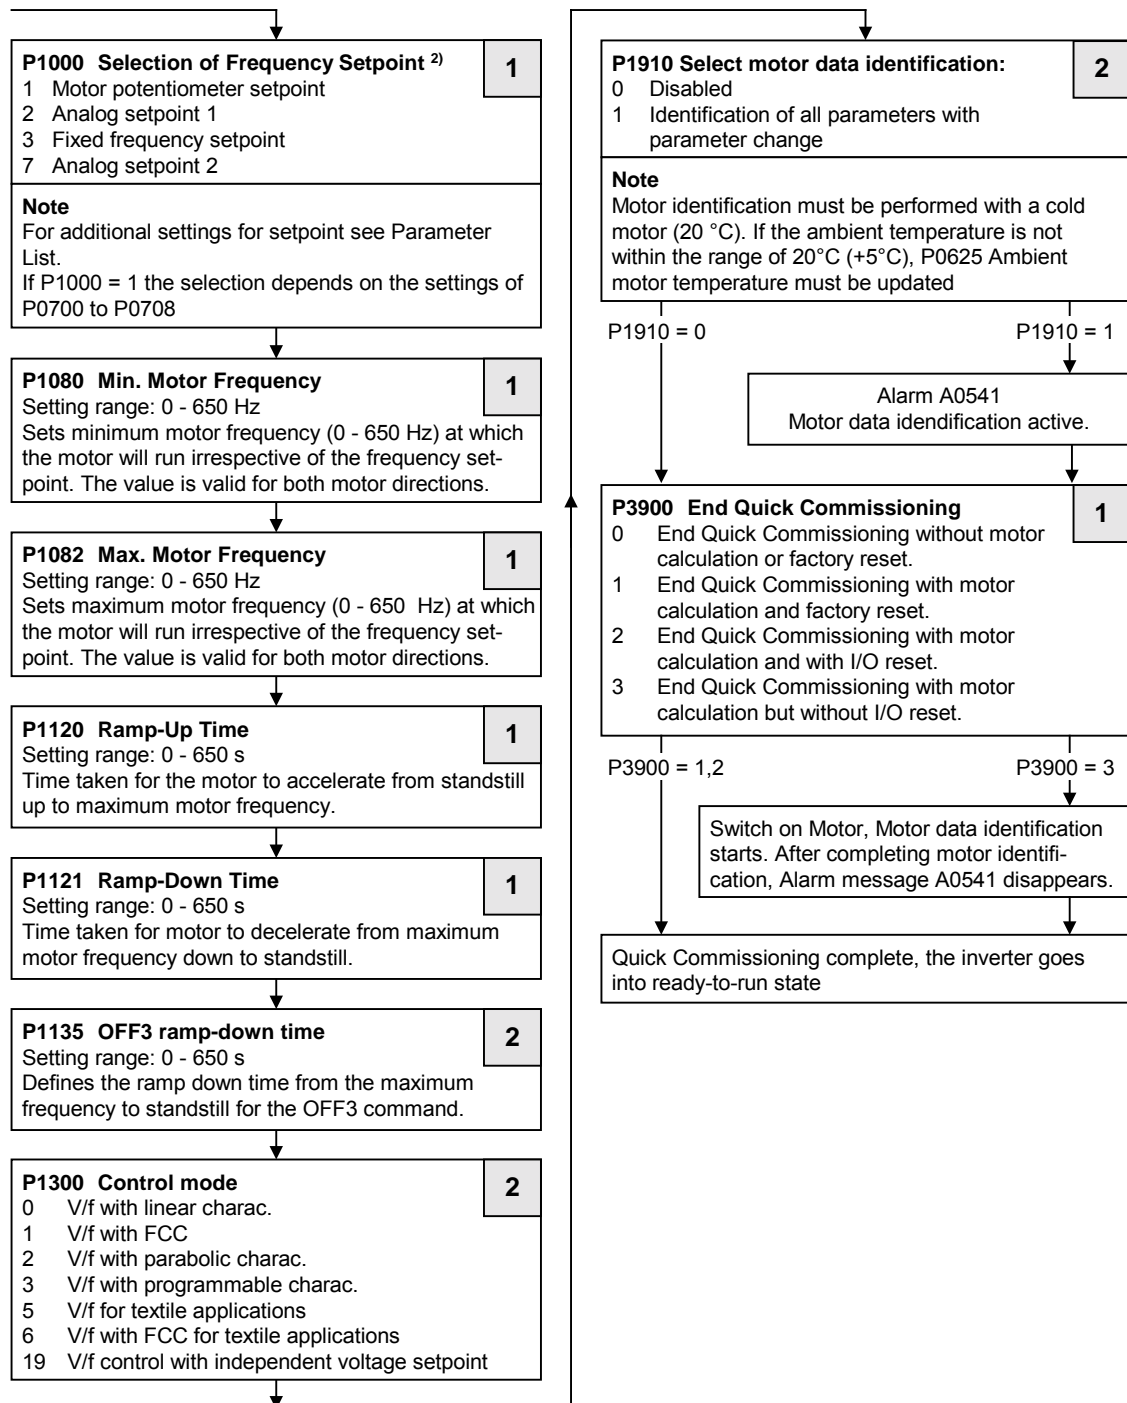 P1000 Selection of Frequency Setpoint 2)
1
1 Motor potentiometer setpoint
2 Analog setpoint 1
3 Fixed frequency setpoint
7 Analog setpoint 2
Note
For additional settings for setpoint see Parameter
List.
If P1000 = 1 the selection depends on the settings of
P0700 to P0708
P1080 Min. Motor Frequency
1
Setting range: 0 - 650 Hz
Sets minimum motor frequency (0 - 650 Hz) at which
the motor will run irrespective of the frequency set-
point. The value is valid for both motor directions.
P1082 Max. Motor Frequency
1
Setting range: 0 - 650 Hz
Sets maximum motor frequency (0 - 650 Hz) at which
the motor will run irrespective of the frequency set-
point. The value is valid for both motor directions.
P1120 Ramp-Up Time
1
Setting range: 0 - 650 s
Time taken for the motor to accelerate from standstill
up to maximum motor frequency.
P1121 Ramp-Down Time
1
Setting range: 0 - 650 s
Time taken for motor to decelerate from maximum
motor frequency down to standstill.
P1135 OFF3 ramp-down time
2
Setting range: 0 - 650 s
Defines the ramp down time from the maximum
frequency to standstill for the OFF3 command.
P1300 Control mode
2
0 V/f with linear charac.
1 V/f with FCC
2 V/f with parabolic charac.
3 V/f with programmable charac.
5 V/f for textile applications
6 V/f with FCC for textile applications
19 V/f control with independent voltage setpoint
P1910 Select motor data identification:
2
0 Disabled
1 Identification of all parameters with
parameter change
Note
Motor identification must be performed with a cold
motor (20 °C). If the ambient temperature is not
within the range of 20°C (+5°C), P0625 Ambient
motor temperature must be updated
P1910 = 0
P1910 = 1
Alarm A0541
Motor data idendification active.
P3900 End Quick Commissioning
1
0 End Quick Commissioning without motor
calculation or factory reset.
1 End Quick Commissioning with motor
calculation and factory reset.
2 End Quick Commissioning with motor
calculation and with I/O reset.
3 End Quick Commissioning with motor
calculation but without I/O reset.
P3900 = 1,2
P3900 = 3
Switch on Motor, Motor data identification
starts. After completing motor identifi-
cation, Alarm message A0541 disappears.
Quick Commissioning complete, the inverter goes
into ready-to-run state